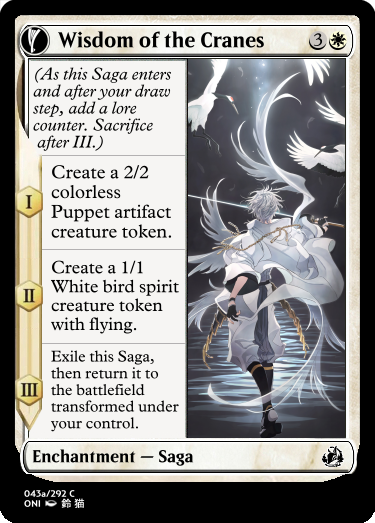 Wisdom of the Cranes 3
(As this Saga enters
and after your draw
step, add a lore
counter. Sacrifice
after III.)
I
Create a 2/2
colorless
Puppet artifact
creature token.
II
Create a 1/1
White bird spirit
creature token
with flying.
III
Exile this Saga,
then return it to
the battlefield
transformed under
your control.
Enchantment — Saga
043a/292 C
ONI 鈴猫